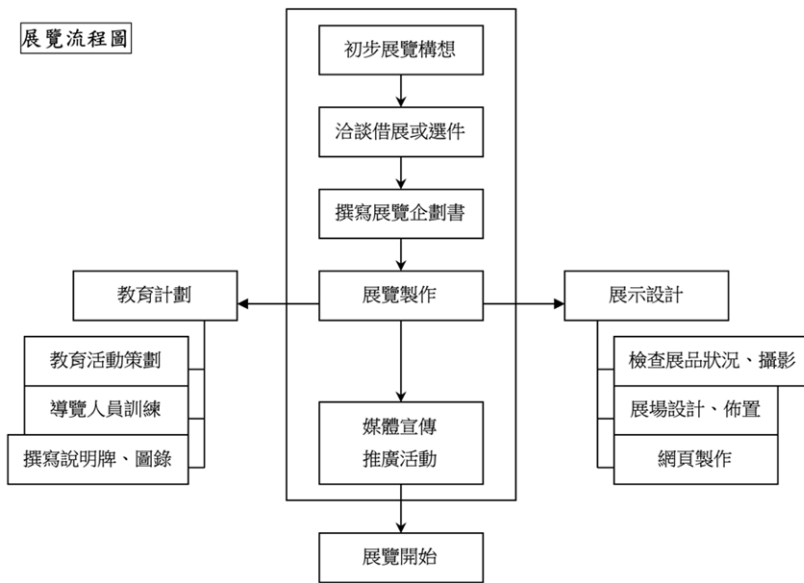 展覽流程圖
初步展覽構想
洽談借展或選件
撰寫展覽企劃書
教育計劃
展覽製作
展示設計
教育活動策劃
導覽人員訓練
撰寫說明牌、圖錄
媒體宣傳
推廣活動
檢查展品狀況、攝影
展場設計、佈置
網頁製作
展覽開始